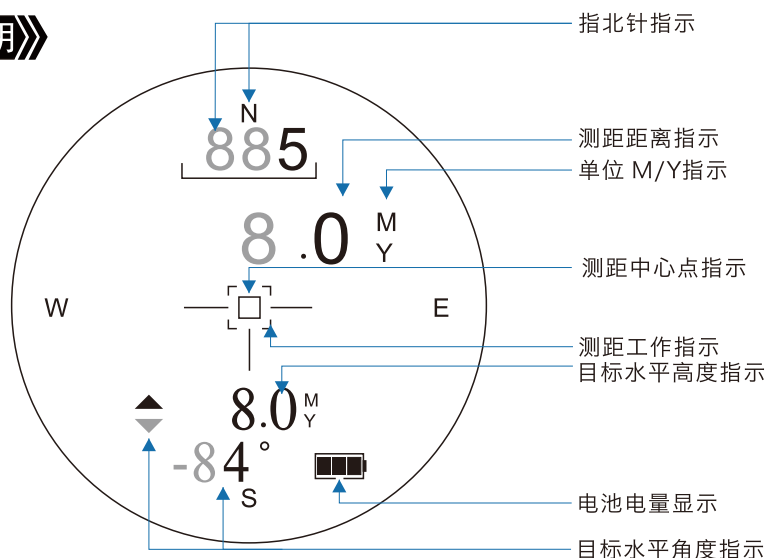 明
指北针指示
N
885
测距距离指示
单位 M/Y指示
8.0 M
Y
测距中心点指示
W
E
测距工作指示
目标水平高度指示
8.0 M
Y
-84°
S
电池电量显示
目标水平角度指示